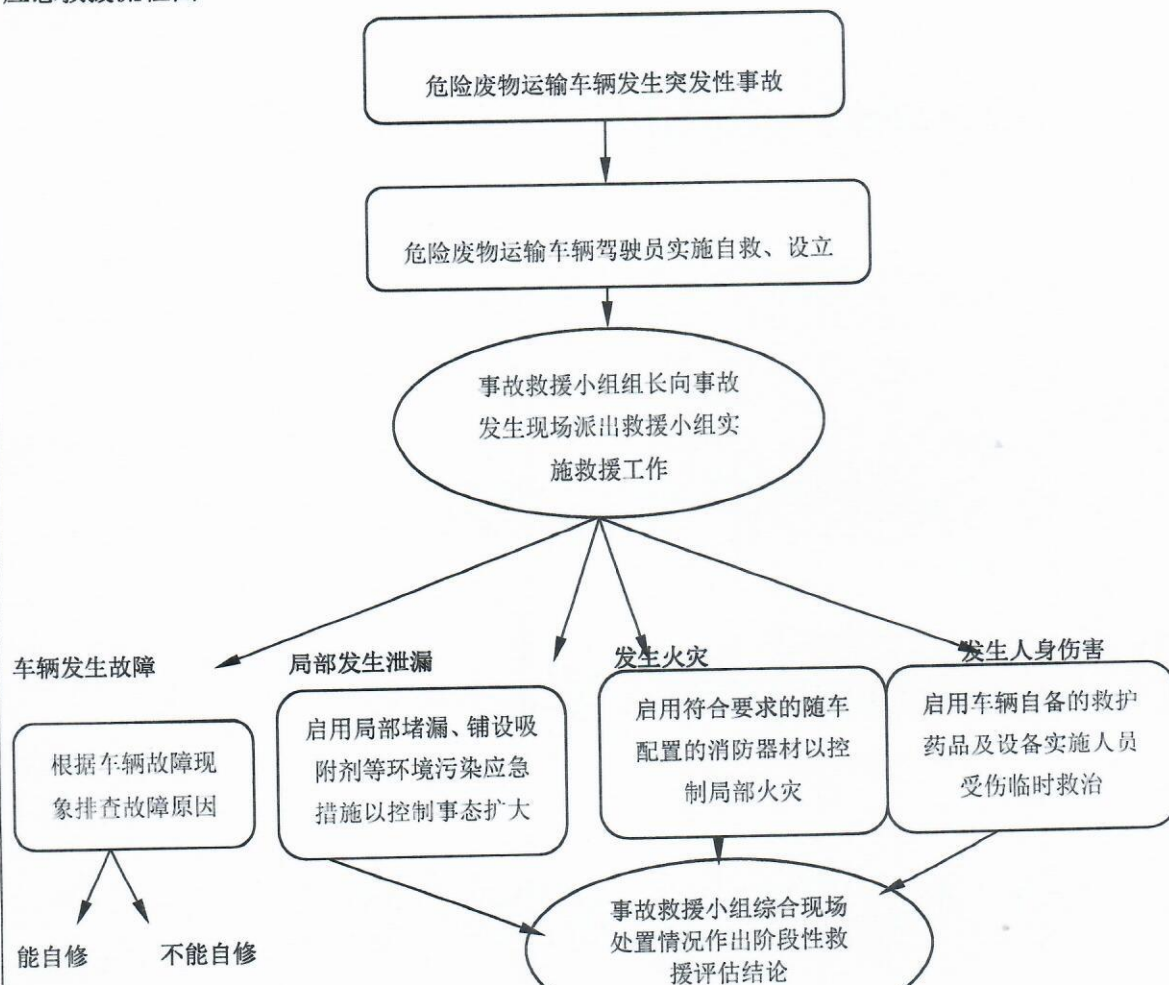 危险废物运输车辆发生突发性事故
危险废物运输车辆驾驶员实施自救、设立
事故救援小组组长向事故
发生现场派出救援小组实
施救援工作
车辆发生故障
根据车辆故障现
象排查故障原因
能自修
不能自修
局部发生泄漏
启用局部堵漏、铺设吸
附剂等环境污染应急
措施以控制事态扩大
发生火灾
启用符合要求的随车
配置的消防器材以控
制局部火灾
发生人身伤害
启用车辆自备的救护
药品及设备实施人员
受伤临时救治
事故救援小组综合现场
处置情况作出阶段性救
援评估结论